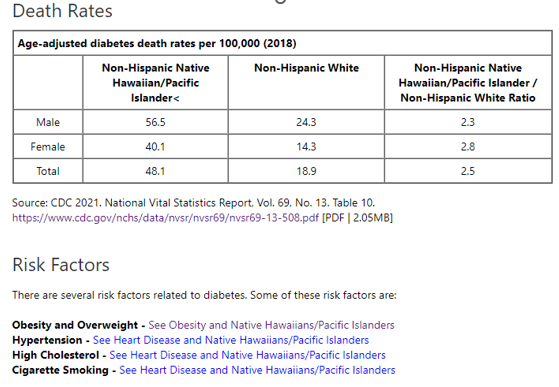 Death Rates
Age-adjusted diabetes death rates per 100,000 (2018)
Non-Hispanic Native Hawaiian/Pacific Islander< Non-Hispanic White Non-Hispanic Native Hawaiian/Pacific Islander / Non-Hispanic White Ratio
Male 56.5 24.3 2.3
Female 40.1 14.3 2.8
Total 48.1 18.9 2.5
Source: CDC 2021. National Vital Statistics Report, Vol. 69, No. 13. Table 10.
https://www.cdc.gov/nchs/data/nvsr/nvsr69/nvsr69-13-508.pdf [PDF | 2.05MB]
Risk Factors
There are several risk factors related to diabetes. Some of these risk factors are:
Obesity and Overweight - See Obesity and Native Hawaiians/Pacific Islanders
Hypertension - See Heart Disease and Native Hawaiians/Pacific Islanders
High Cholesterol - See Heart Disease and Native Hawaiians/Pacific Islanders
Cigarette Smoking - See Heart Disease and Native Hawaiians/Pacific Islanders